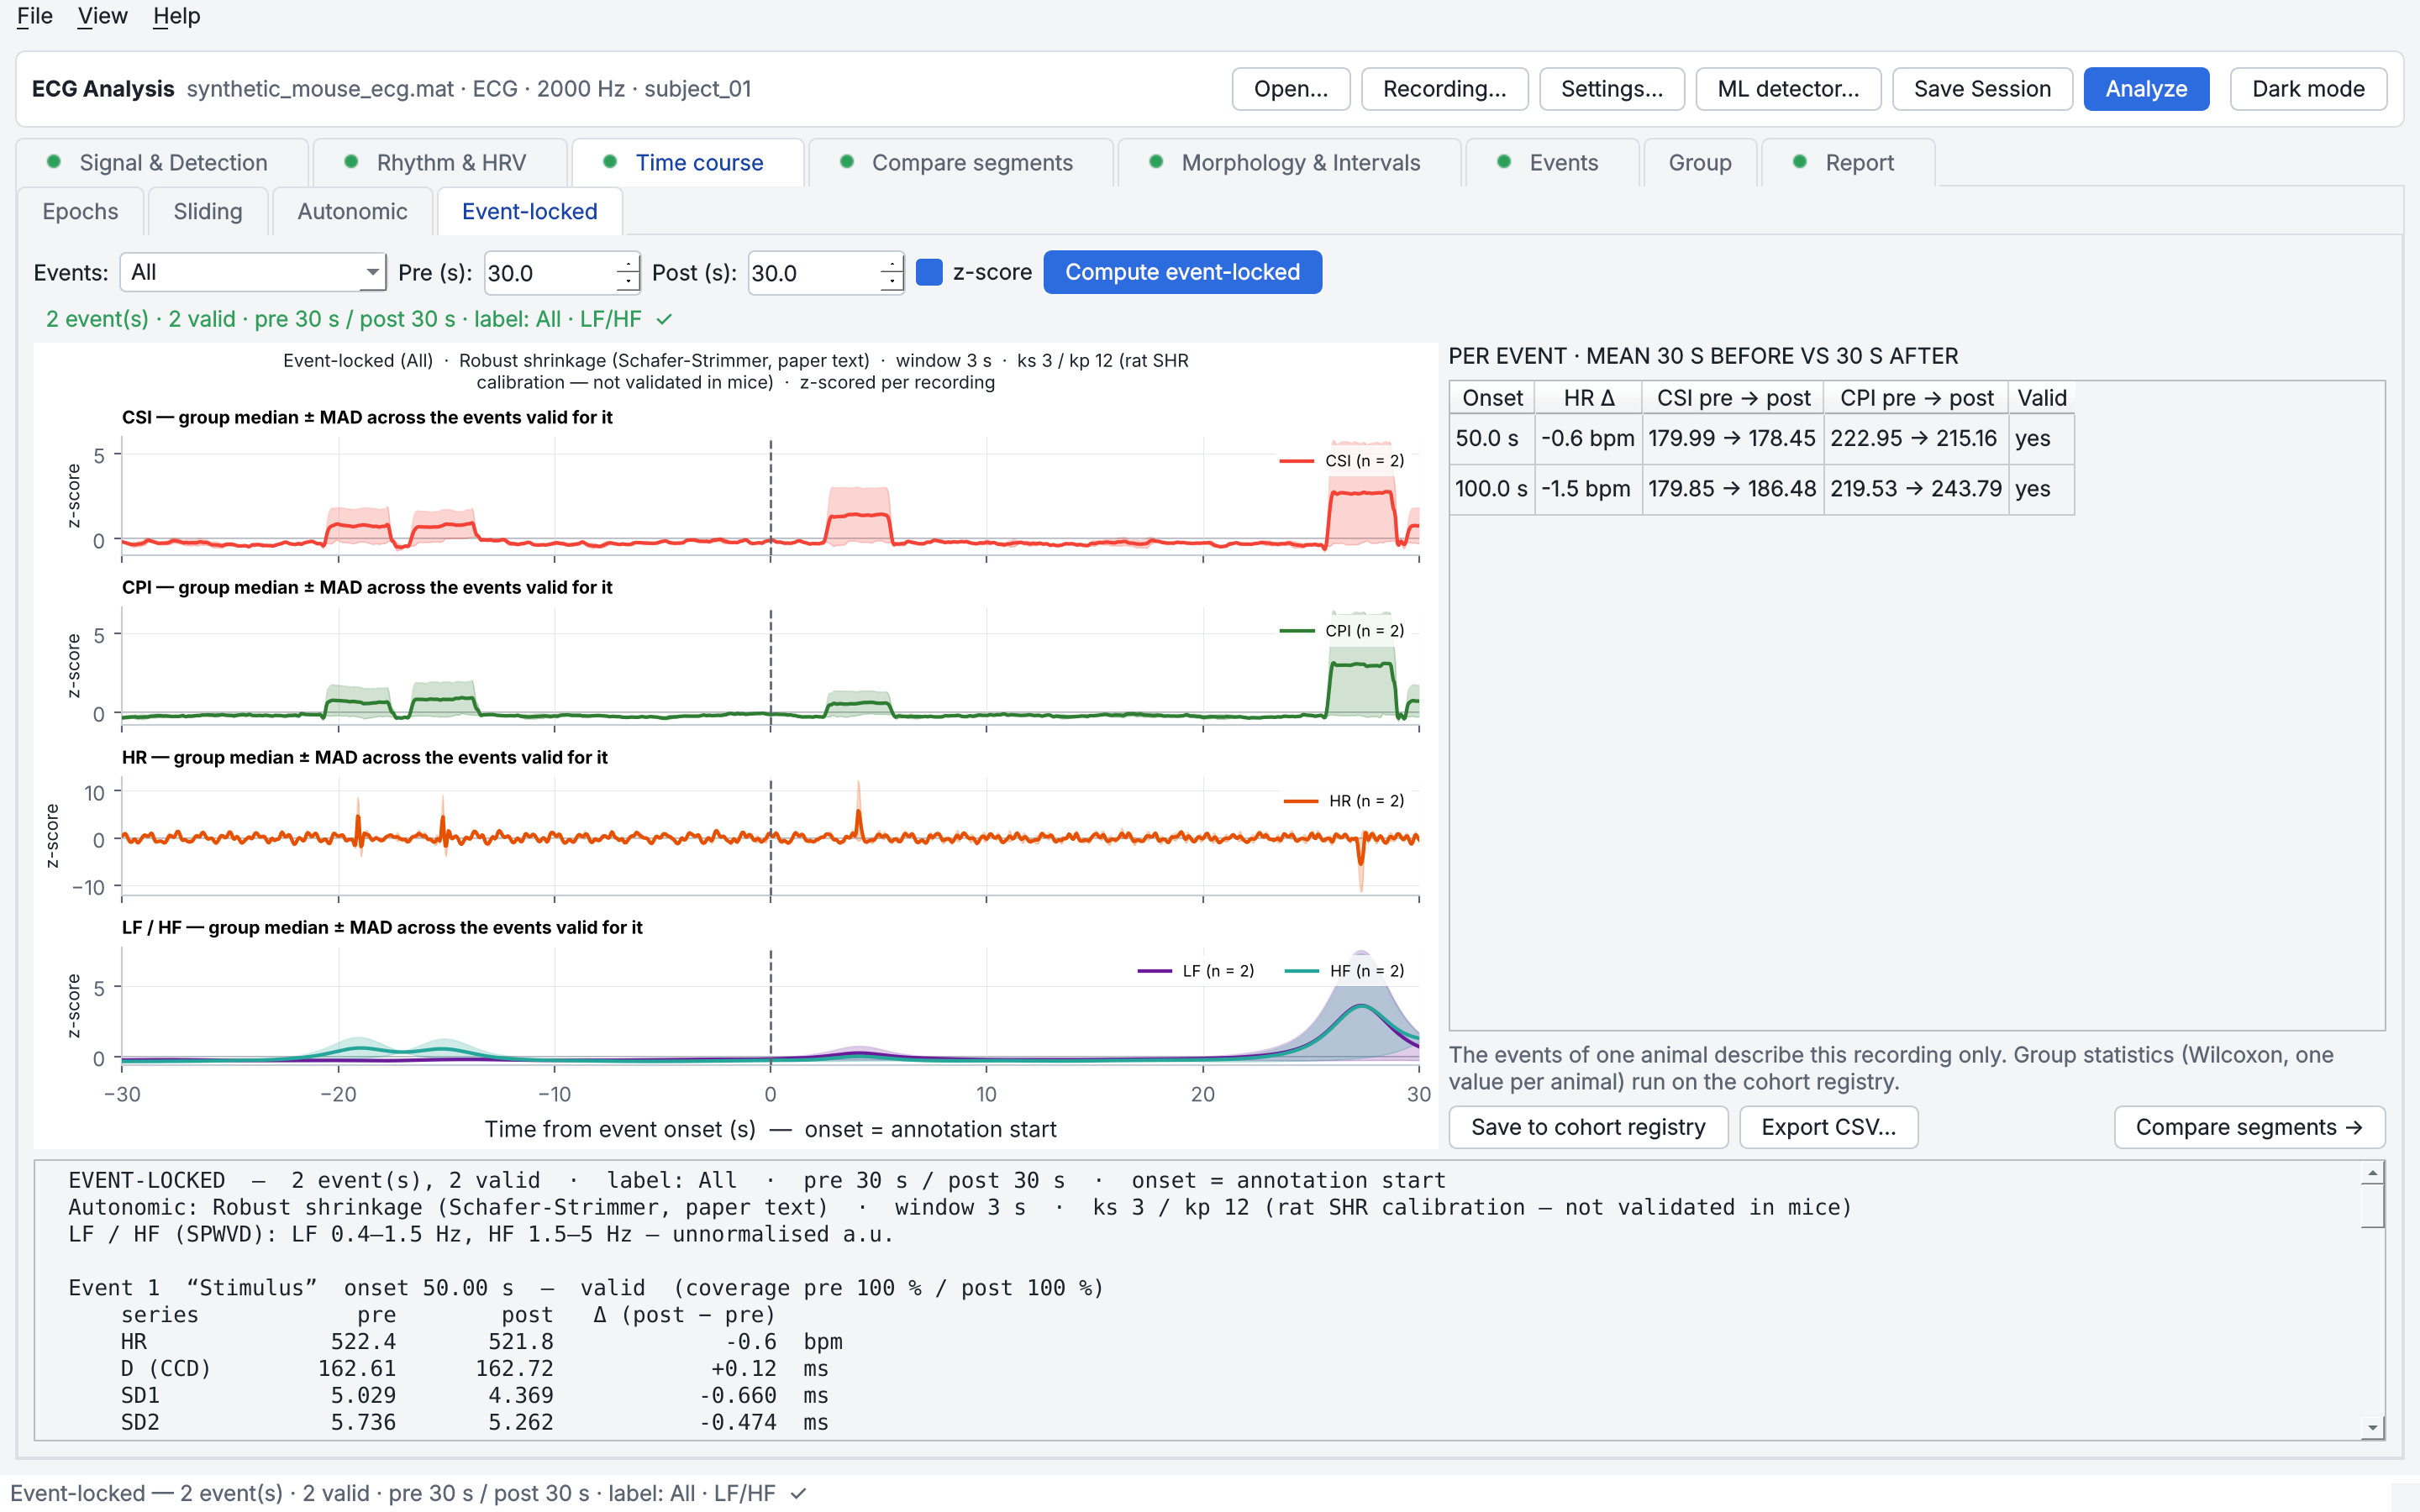 File View Help
ECG Analysis synthetic_mouse_ecg.mat · ECG · 2000 Hz · subject_01 Open... Recording... Settings... ML detector... Save Session Analyze Dark mode
Signal & Detection Rhythm & HRV Time course Compare segments Morphology & Intervals Events Group Report
Epochs Sliding Autonomic Event-locked
Events: All Pre (s): 30.0 Post (s): 30.0 z-score Compute event-locked
2 event(s) · 2 valid · pre 30 s / post 30 s · label: All · LF/HF ✓
Event-locked (All) · Robust shrinkage (Schafer-Strimmer, paper text) · window 3 s · ks 3 / kp 12 (rat SHR
calibration — not validated in mice) · z-scored per recording
CSI — group median ± MAD across the events valid for it
z-score
5
0
CSI (n = 2)
CPI — group median ± MAD across the events valid for it
z-score
5
0
CPI (n = 2)
HR — group median ± MAD across the events valid for it
z-score
10
0
−10
HR (n = 2)
LF / HF — group median ± MAD across the events valid for it
z-score
5
0
LF (n = 2) HF (n = 2)
−30 −20 −10 0 10 20 30
Time from event onset (s) — onset = annotation start
PER EVENT · MEAN 30 S BEFORE VS 30 S AFTER
Onset HR Δ CSI pre → post CPI pre → post Valid
50.0 s -0.6 bpm 179.99 → 178.45 222.95 → 215.16 yes
100.0 s -1.5 bpm 179.85 → 186.48 219.53 → 243.79 yes
The events of one animal describe this recording only. Group statistics (Wilcoxon, one
value per animal) run on the cohort registry.
Save to cohort registry Export CSV... Compare segments →
EVENT-LOCKED — 2 event(s), 2 valid · label: All · pre 30 s / post 30 s · onset = annotation start
Autonomic: Robust shrinkage (Schafer-Strimmer, paper text) · window 3 s · ks 3 / kp 12 (rat SHR calibration — not validated in mice)
LF / HF (SPWVD): LF 0.4–1.5 Hz, HF 1.5–5 Hz — unnormalised a.u.
Event 1 “Stimulus” onset 50.00 s — valid (coverage pre 100 % / post 100 %)
series pre post Δ (post − pre)
HR 522.4 521.8 -0.6 bpm
D (CCD) 162.61 162.72 +0.12 ms
SD1 5.029 4.369 -0.660 ms
SD2 5.736 5.262 -0.474 ms
Event-locked — 2 event(s) · 2 valid · pre 30 s / post 30 s · label: All · LF/HF ✓